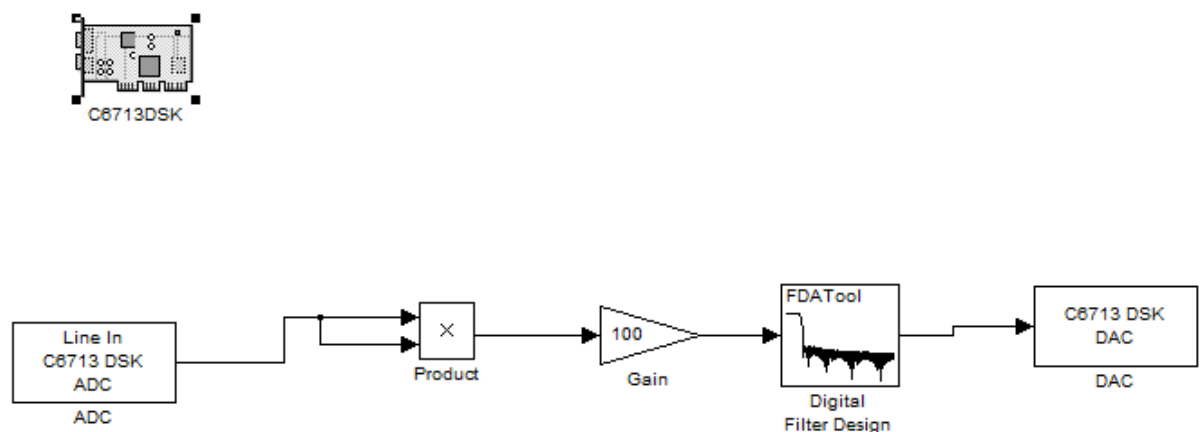 C6713DSK
Line In
C6713 DSK
ADC
ADC
×
Product
100
Gain
FDATool
Digital
Filter Design
C6713 DSK
DAC
DAC